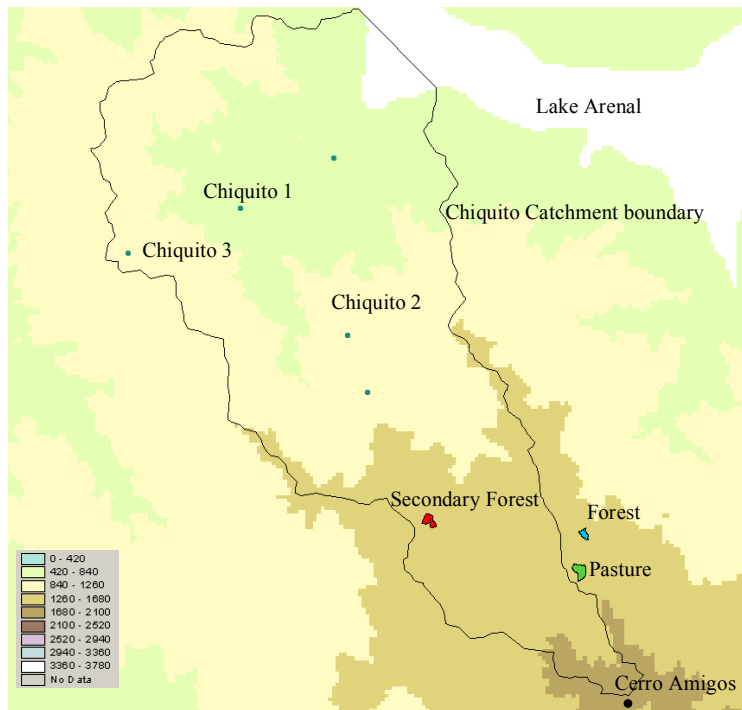 Lake Arenal
Chiquito 1
Chiquito Catchment boundary
Chiquito 3
Chiquito 2
Secondary Forest
Forest
Pasture
Cerro Amigos
0 - 420
420 - 840
840 - 1260
1260 - 1680
1680 - 2100
2100 - 2520
2520 - 2940
2940 - 3360
3360 - 3780
No Data